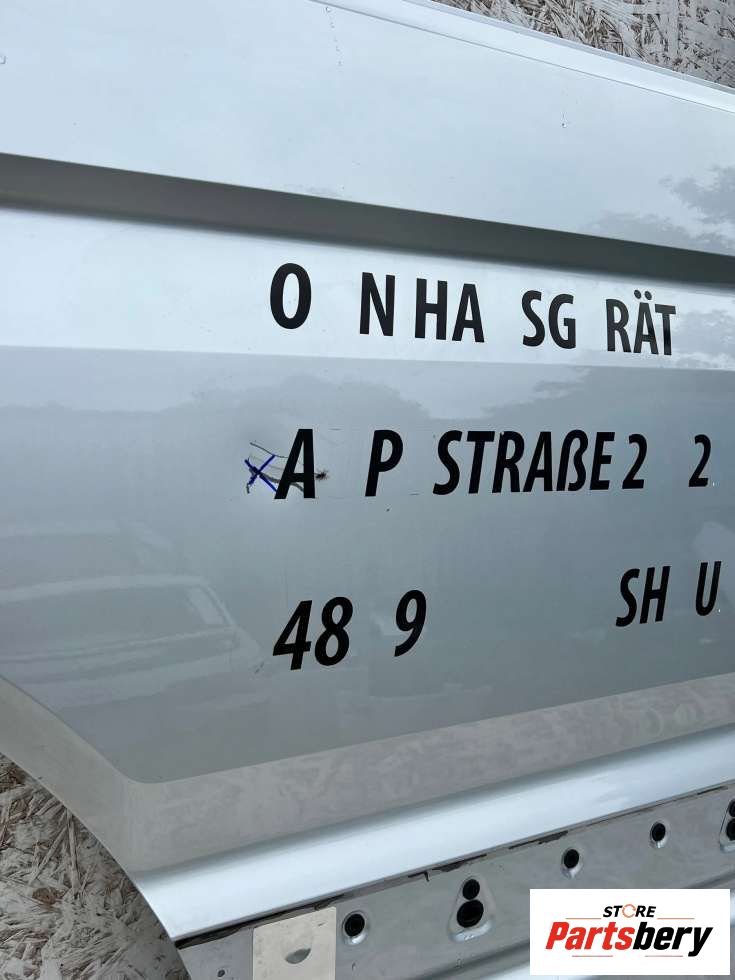 O NHA SG RÄT
A P STRAßE 2 2
48 9 SH U
STORE
Partsbery